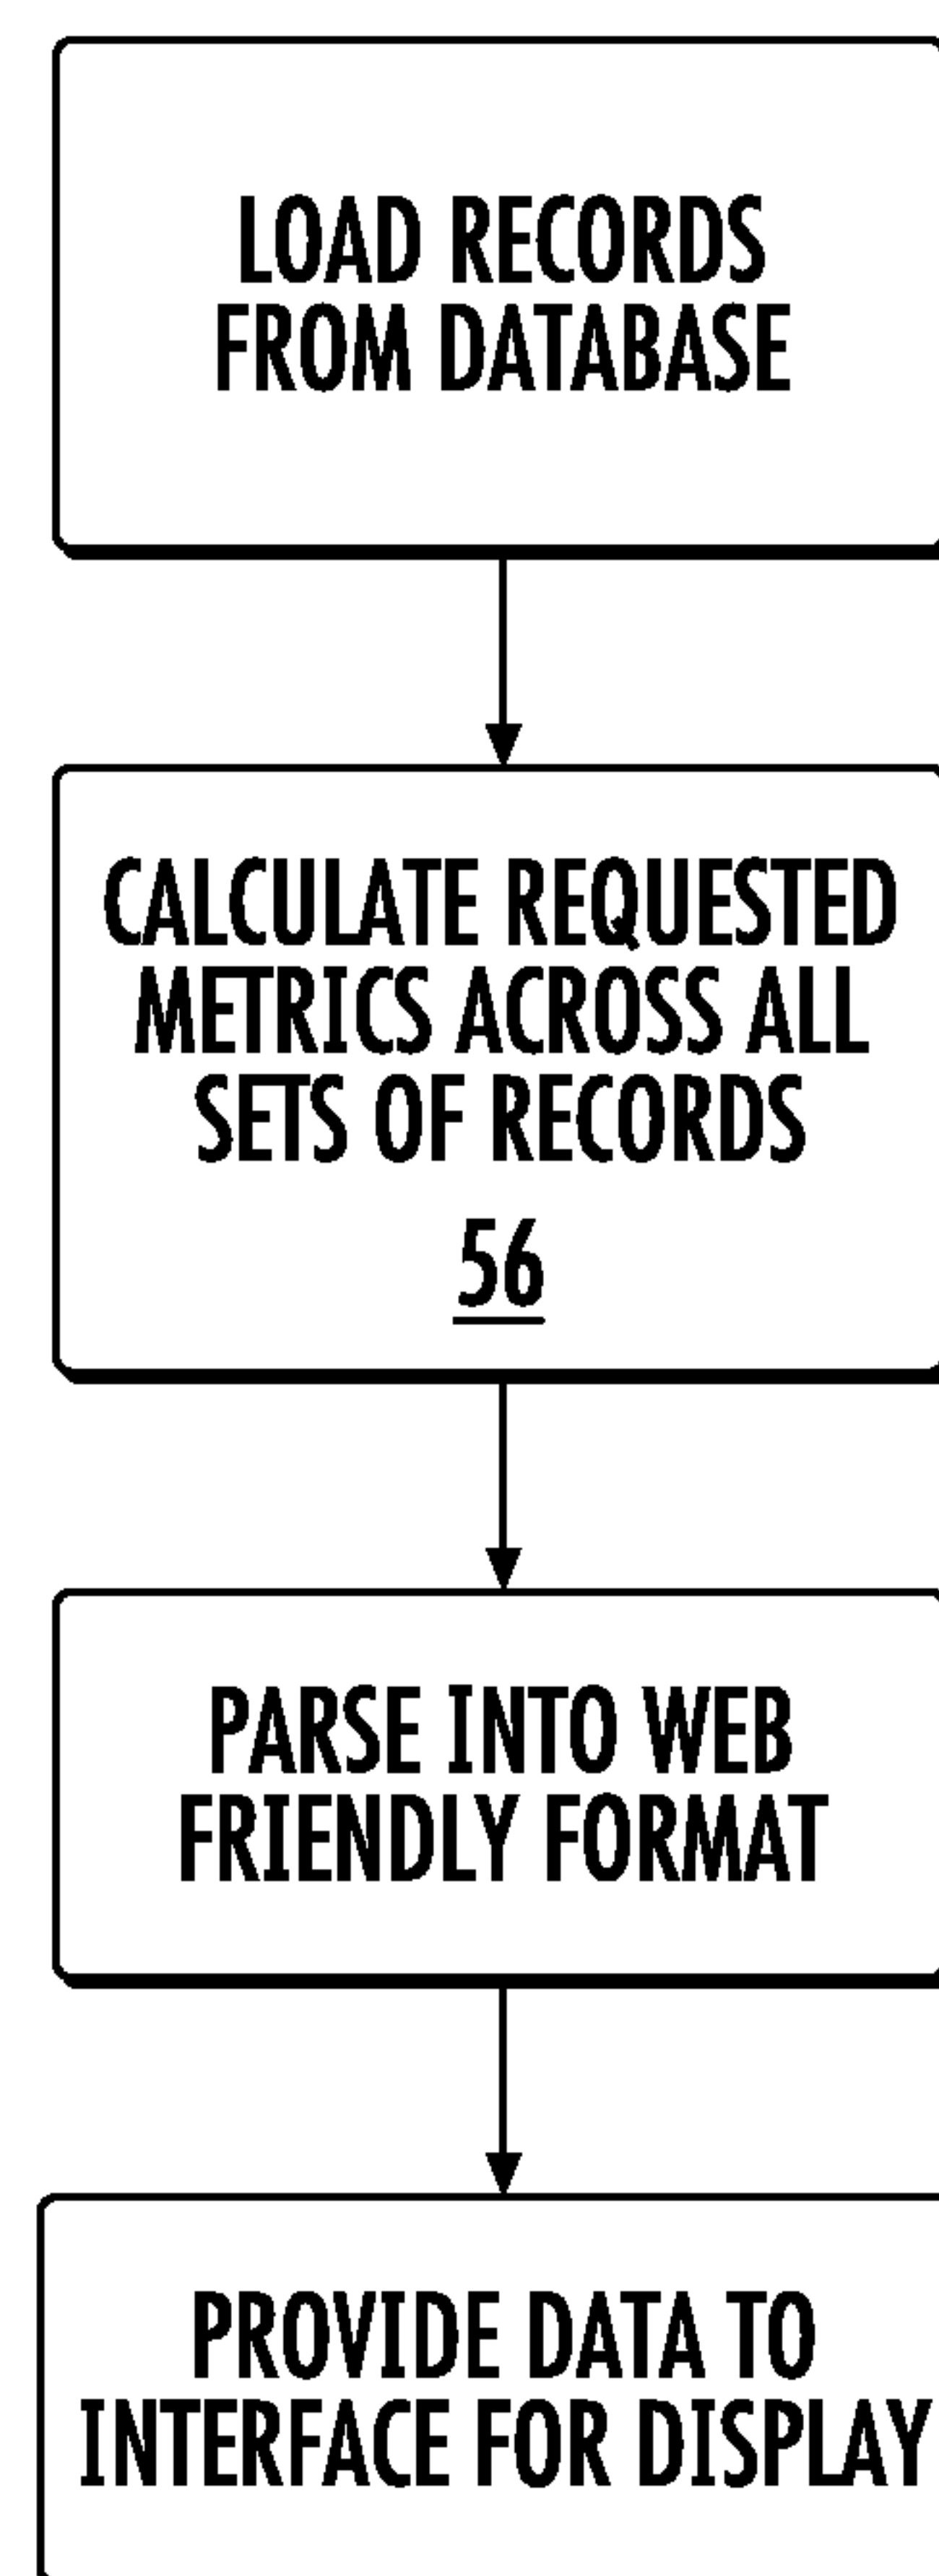 LOAD RECORDS
FROM DATABASE
CALCULATE REQUESTED
METRICS ACROSS ALL
SETS OF RECORDS
56
PARSE INTO WEB
FRIENDLY FORMAT
PROVIDE DATA TO
INTERFACE FOR DISPLAY